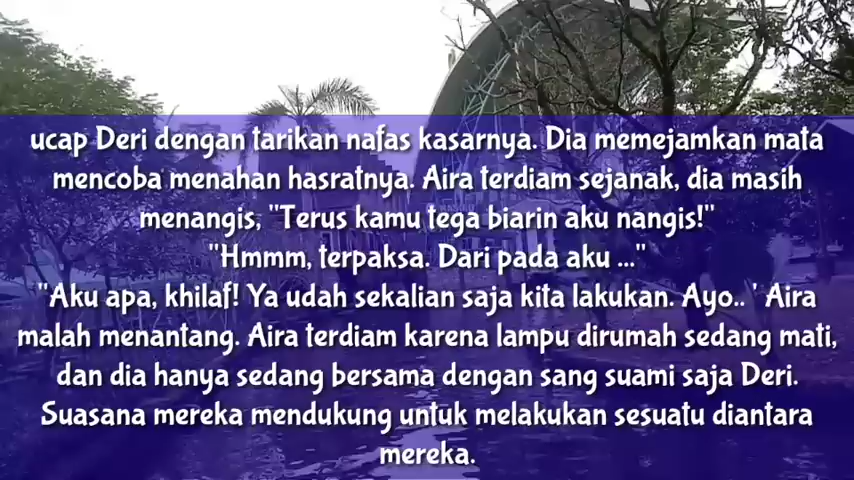 ucap Deri dengan tarikan nafas kasarnya. Dia memejamkan mata
mencoba menahan hasratnya. Aira terdiam sejanak, dia masih
menangis, "Terus kamu tega biarin aku nangis!"
"Hmmm, terpaksa. Dari pada aku ..."
"Aku apa, khilaf! Ya udah sekalian saja kita lakukan. Ayo.. ' Aira
malah menantang. Aira terdiam karena lampu dirumah sedang mati,
dan dia hanya sedang bersama dengan sang suami saja Deri.
Suasana mereka mendukung untuk melakukan sesuatu diantara
mereka.